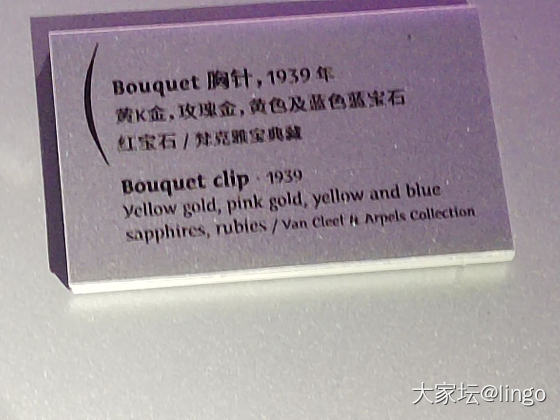 Bouquet 胸针，1939 年
黄K金，玫瑰金，黄色及蓝色蓝宝石
红宝石 / 梵克雅宝典藏
Bouquet clip · 1939
Yellow gold, pink gold, yellow and blue
sapphires, rubies / Van Cleef & Arpels Collection
大家坛@lingo